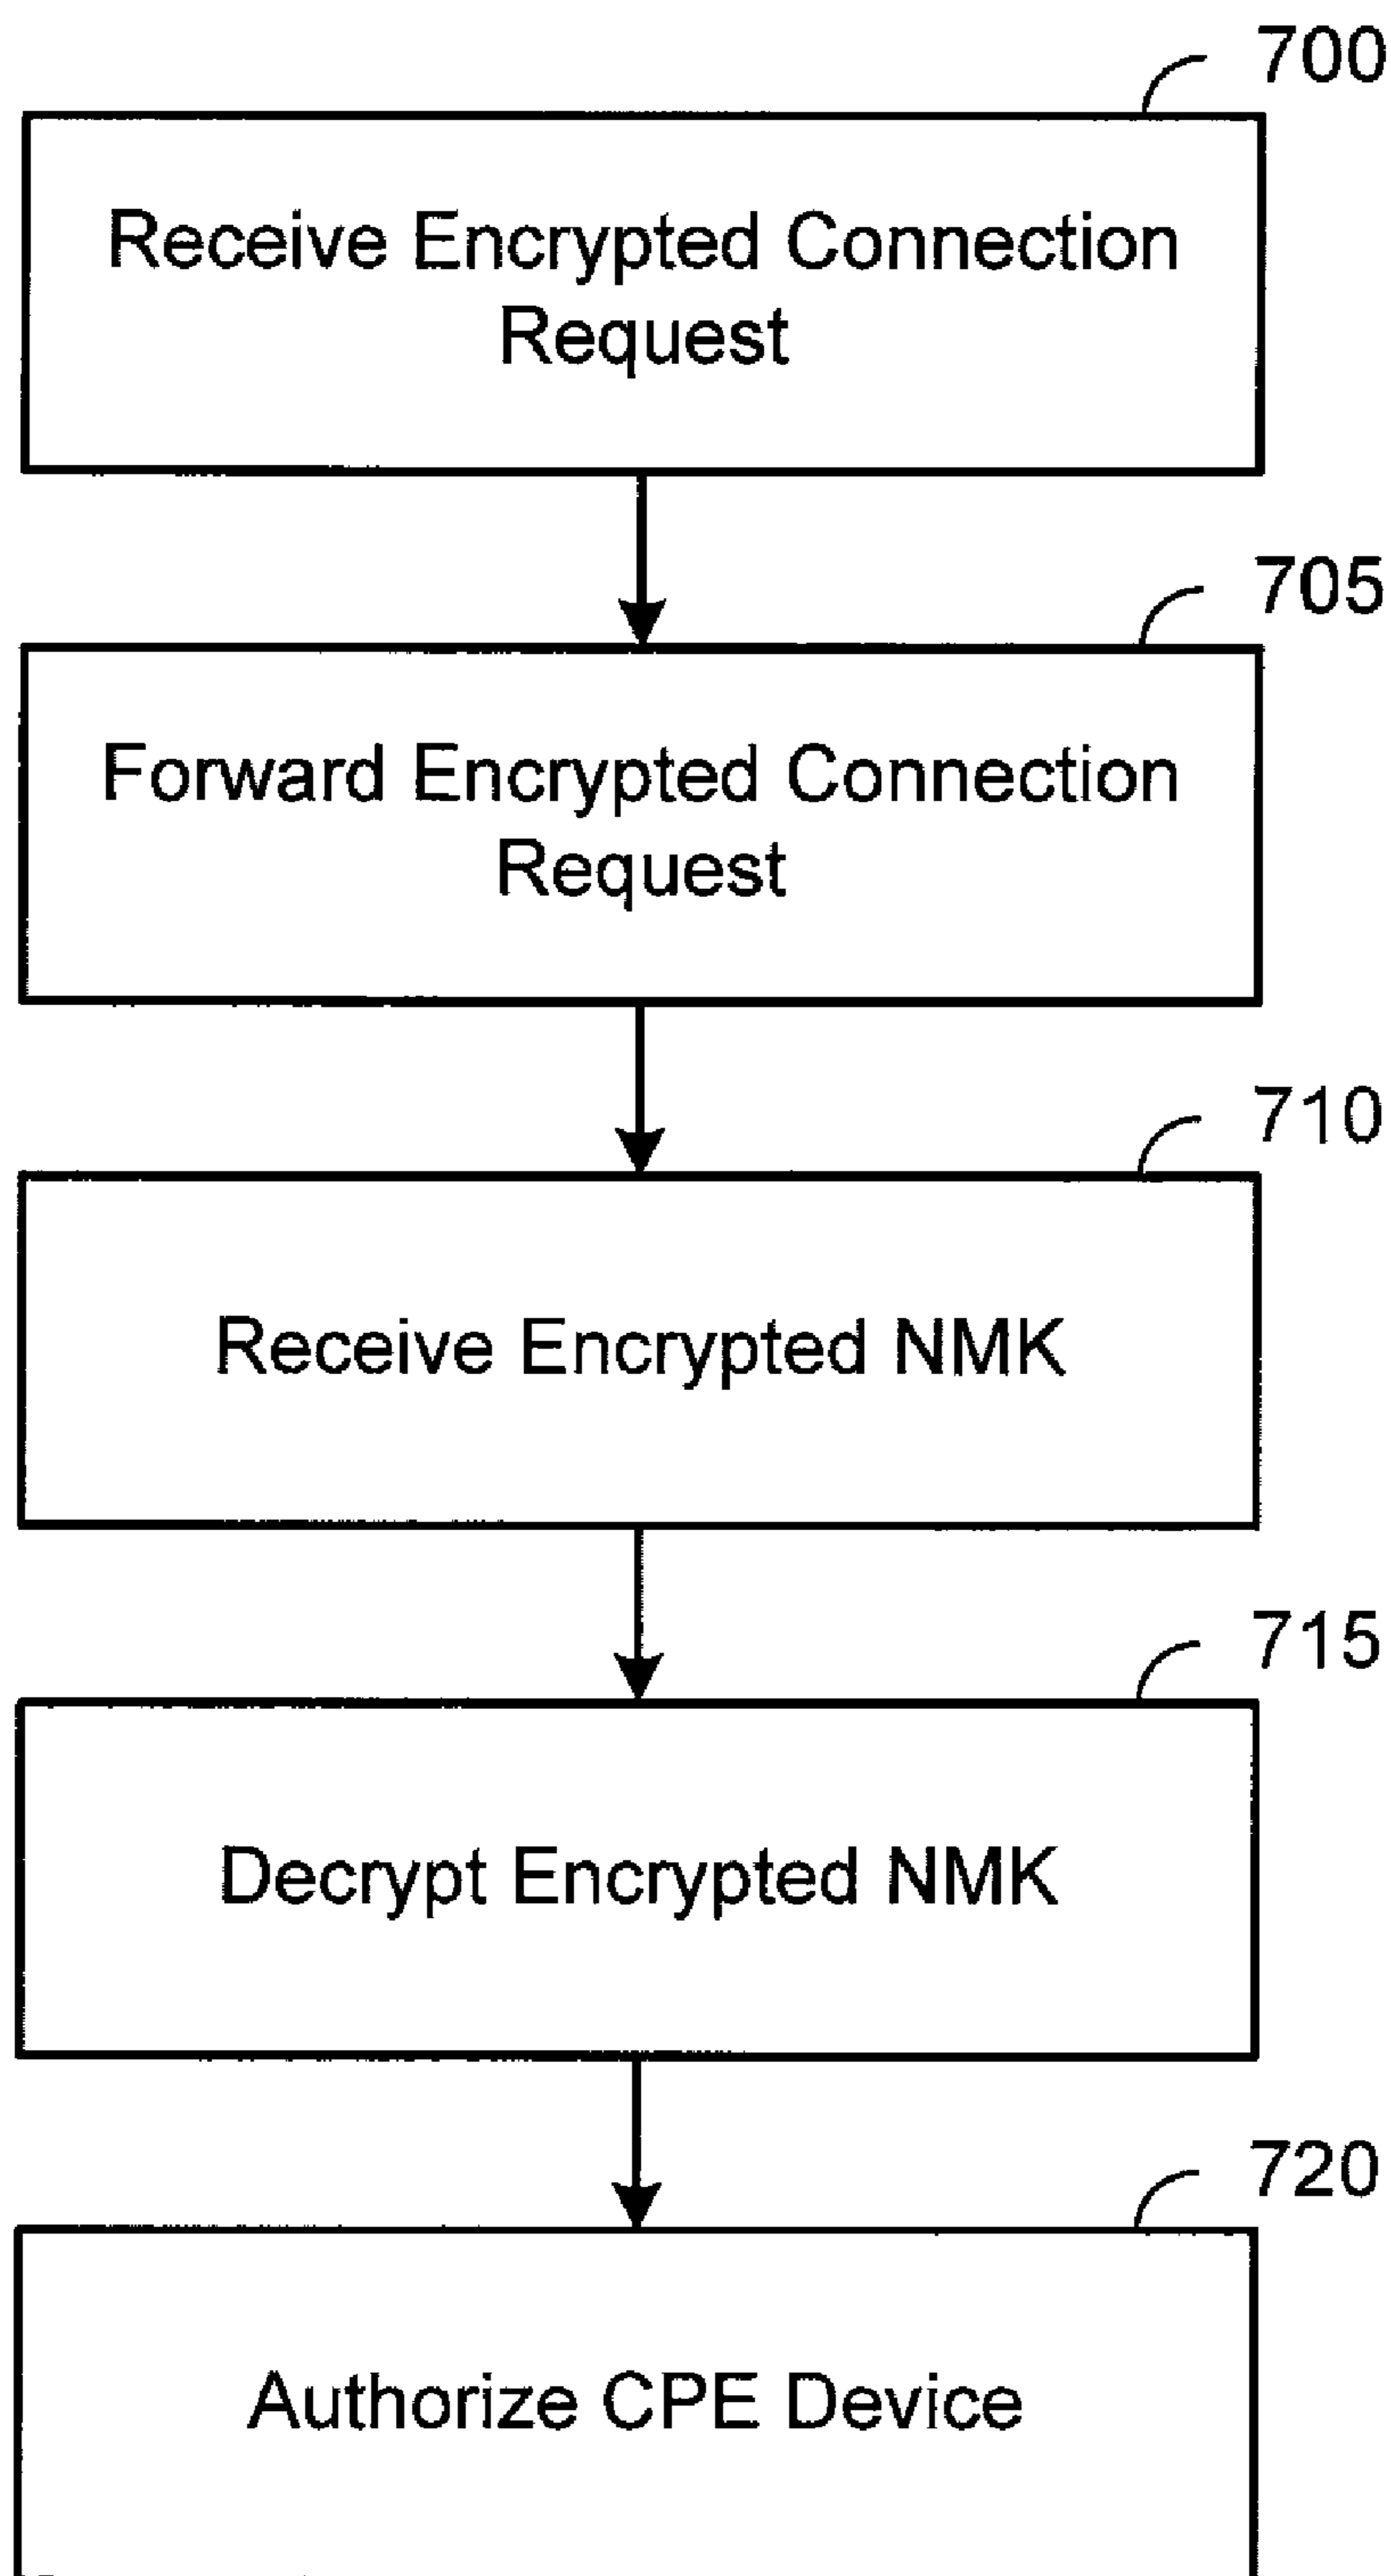 700
Receive Encrypted Connection
Request
705
Forward Encrypted Connection
Request
710
Receive Encrypted NMK
715
Decrypt Encrypted NMK
720
Authorize CPE Device